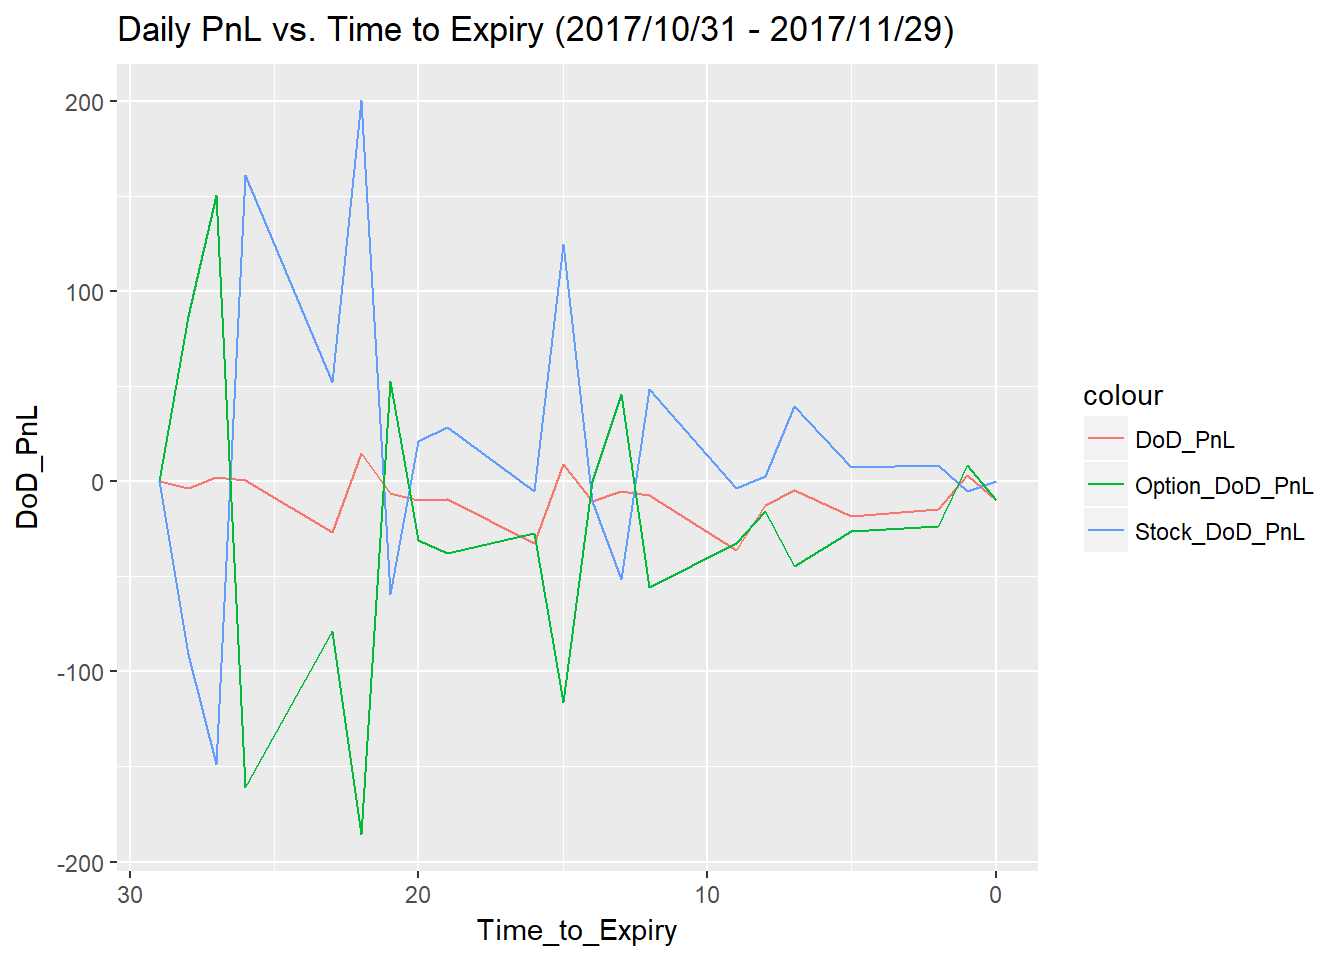 Daily PnL vs. Time to Expiry (2017/10/31 - 2017/11/29)
200
100
0
-100
-200
DoD_PnL
30
20
10
0
Time_to_Expiry
colour
DoD_PnL
Option_DoD_PnL
Stock_DoD_PnL